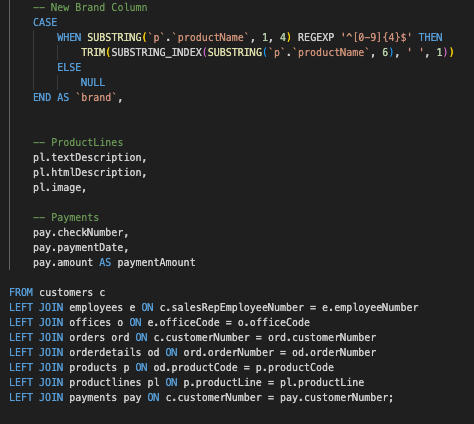 -- New Brand Column
CASE
WHEN SUBSTRING(`p`.`productName`, 1, 4) REGEXP '^[0-9]{4}$' THEN
TRIM(SUBSTRING_INDEX(SUBSTRING(`p`.`productName`, 6), ' ', 1))
ELSE
NULL
END AS `brand`,
-- ProductLines
pl.textDescription,
pl.htmlDescription,
pl.image,
-- Payments
pay.checkNumber,
pay.paymentDate,
pay.amount AS paymentAmount
FROM customers c
LEFT JOIN employees e ON c.salesRepEmployeeNumber = e.employeeNumber
LEFT JOIN offices o ON e.officeCode = o.officeCode
LEFT JOIN orders ord ON c.customerNumber = ord.customerNumber
LEFT JOIN orderdetails od ON ord.orderNumber = od.orderNumber
LEFT JOIN products p ON od.productCode = p.productCode
LEFT JOIN productlines pl ON p.productLine = pl.productLine
LEFT JOIN payments pay ON c.customerNumber = pay.customerNumber;